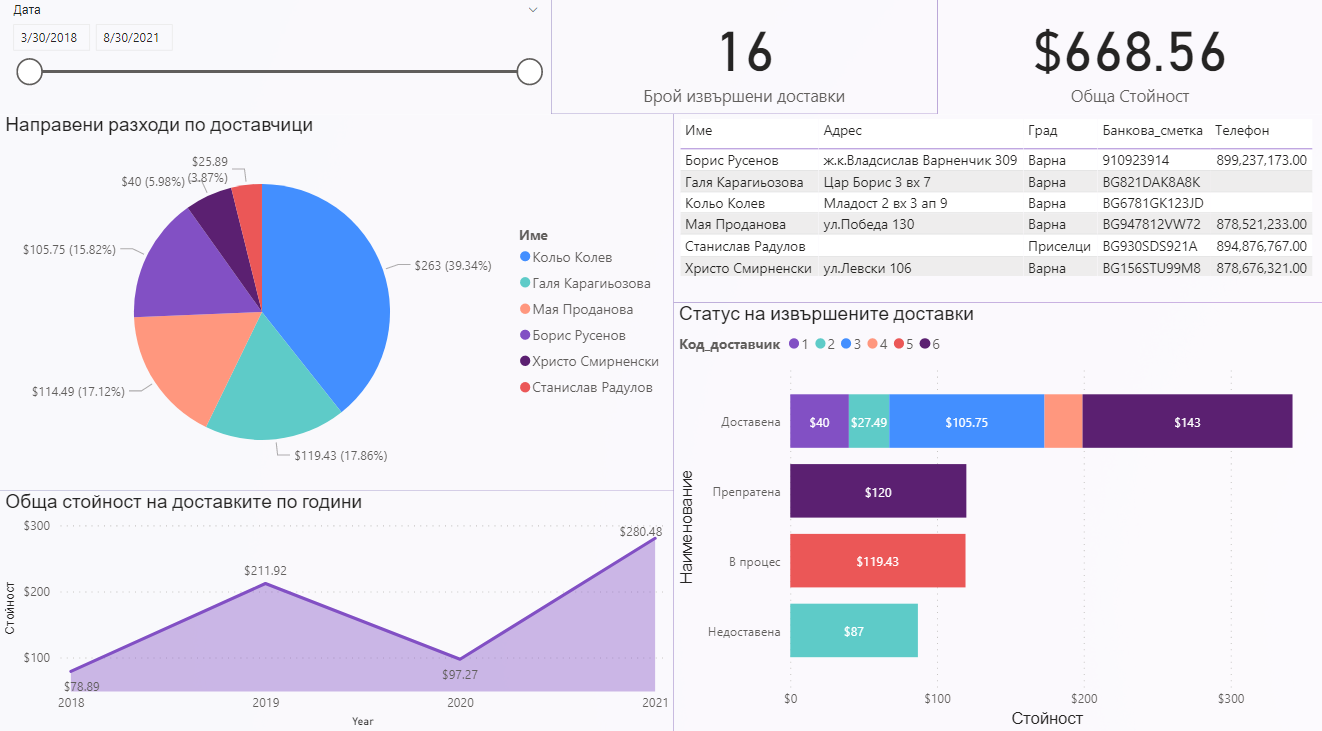 Дата
3/30/2018 8/30/2021
16
Брой извършени доставки
$668.56
Обща Стойност
Направени разходи по доставчици
$25.89
(3.87%)
$40 (5.98%)
$105.75 (15.82%)
$263 (39.34%)
$114.49 (17.12%)
$119.43 (17.86%)
Име
Кольо Колев
Галя Карагиьозова
Мая Проданова
Борис Русенов
Христо Смирненски
Станислав Радулов
Име Адрес Град Банкова_сметка Телефон
Борис Русенов ж.к.Владсислав Варненчик 309 Варна 910923914 899,237,173.00
Галя Карагиьозова Цар Борис 3 вх 7 Варна BG821DAK8A8K
Кольо Колев Младост 2 вх 3 ап 9 Варна BG6781GK123JD
Мая Проданова ул.Победа 130 Варна BG947812VW72 878,521,233.00
Станислав Радулов Приселци BG930SDS921A 894,876,767.00
Христо Смирненски ул.Левски 106 Варна BG156STU99M8 878,676,321.00
Обща стойност на доставките по години
Стойност
$300
$200
$100
$78.89
$211.92
$97.27
$280.48
2018 2019 2020 2021
Year
Статус на извършените доставки
Код_доставчик 1 2 3 4 5 6
Наименование
Доставена $40 $27.49 $105.75 $143
Препратена $120
В процес $119.43
Недоставена $87
$0 $100 $200 $300
Стойност